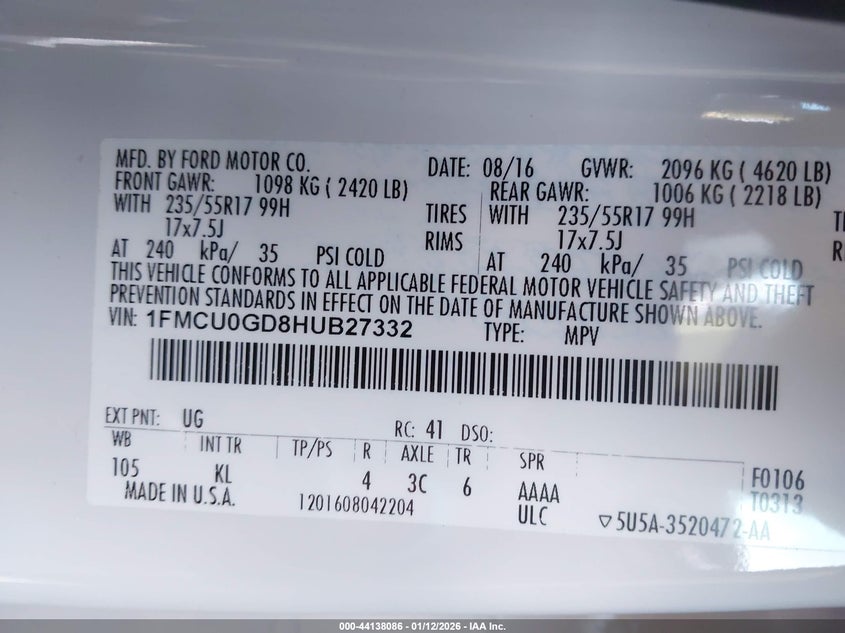 MFD. BY FORD MOTOR CO. DATE: 08/16 GVWR: 2096 KG ( 4620 LB)
FRONT GAWR: 1098 KG ( 2420 LB) REAR GAWR: 1006 KG ( 2218 LB)
WITH 235/55R17 99H TIRES WITH 235/55R17 99H
17x7.5J RIMS 17x7.5J
AT 240 kPa/ 35 PSI COLD AT 240 kPa/ 35 PSI COLD
THIS VEHICLE CONFORMS TO ALL APPLICABLE FEDERAL MOTOR VEHICLE SAFETY AND THEFT
PREVENTION STANDARDS IN EFFECT ON THE DATE OF MANUFACTURE SHOWN ABOVE.
VIN: 1FMCU0GD8HUB27332 TYPE: MPV
EXT PNT: UG RC: 41 DSO:
WB INT TR TP/PS R AXLE TR SPR
105 KL 4 3C 6 AAAA F0106
MADE IN U.S.A. 1201608042204 ULC T0313
▽5U5A-3520472-AA
000-44138086 - 01/12/2026 - IAA Inc.